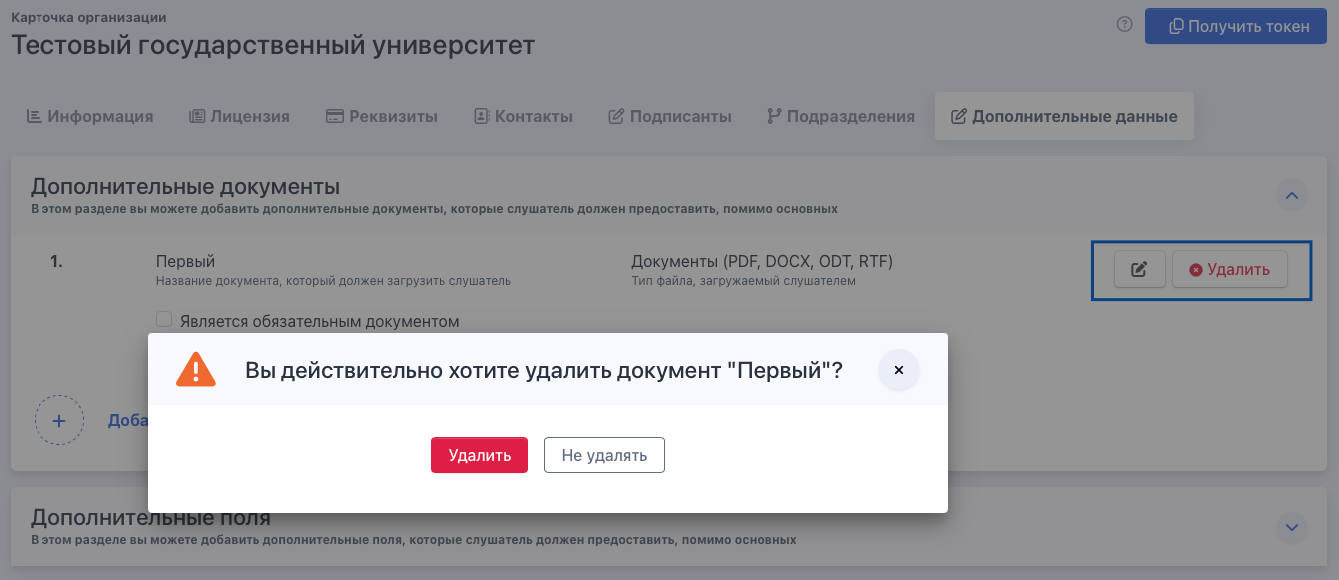 Карточка организации
Тестовый государственный университет
Получить токен
Информация
Лицензия
Реквизиты
Контакты
Подписанты
Подразделения
Дополнительные данные
Дополнительные документы
В этом разделе вы можете добавить дополнительные документы, которые слушатель должен предоставить, помимо основных
1.
Первый
Название документа, который должен загрузить слушатель
Документы (PDF, DOCX, ODT, RTF)
Тип файла, загружаемый слушателем
Удалить
Является обязательным документом
Вы действительно хотите удалить документ "Первый"?
Доба
Удалить
Не удалять
Дополнительные поля
В этом разделе вы можете добавить дополнительные поля, которые слушатель должен предоставить, помимо основных